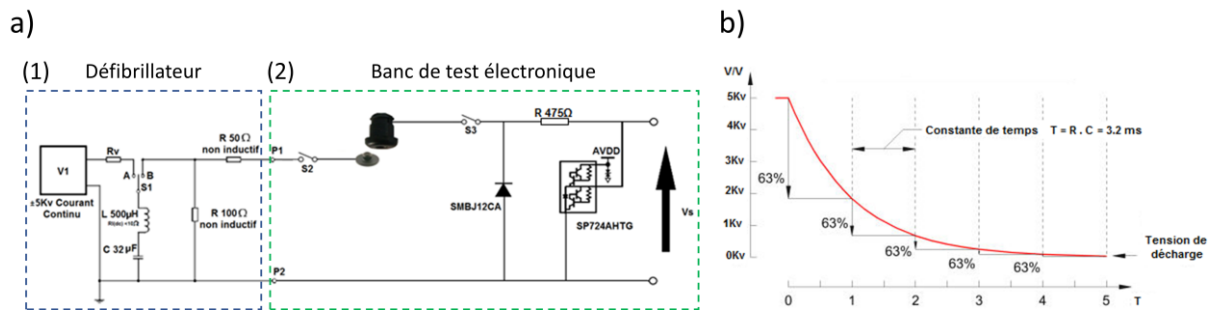 a)
(1) Défibrillateur
(2) Banc de test électronique
V1
±5Kv Courant
Continu
Rv
A B
S1
L 500µH
C 32µF
R 50Ω
non inductif
R 100Ω
non inductif
P1
P2
S2
S3
R 475Ω
AVDD
SMBJ12CA
SP724AHTG
Vs
b)
V/V
5Kv
4Kv
3Kv
2Kv
1Kv
0Kv
63%
63%
63%
63%
63%
Constante de temps T = R . C = 3.2 ms
Tension de
décharge
0 1 2 3 4 5 T